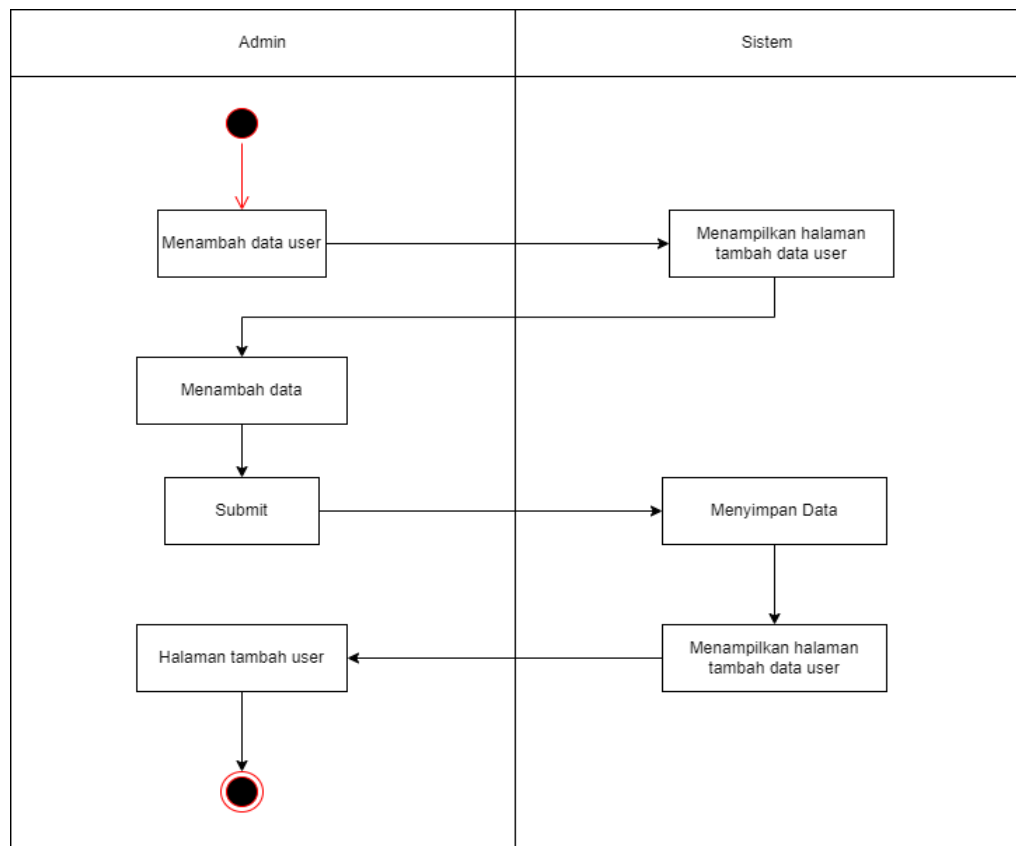 Admin
Sistem
Menambah data user
Menampilkan halaman
tambah data user
Menambah data
Submit
Menyimpan Data
Halaman tambah user
Menampilkan halaman
tambah data user